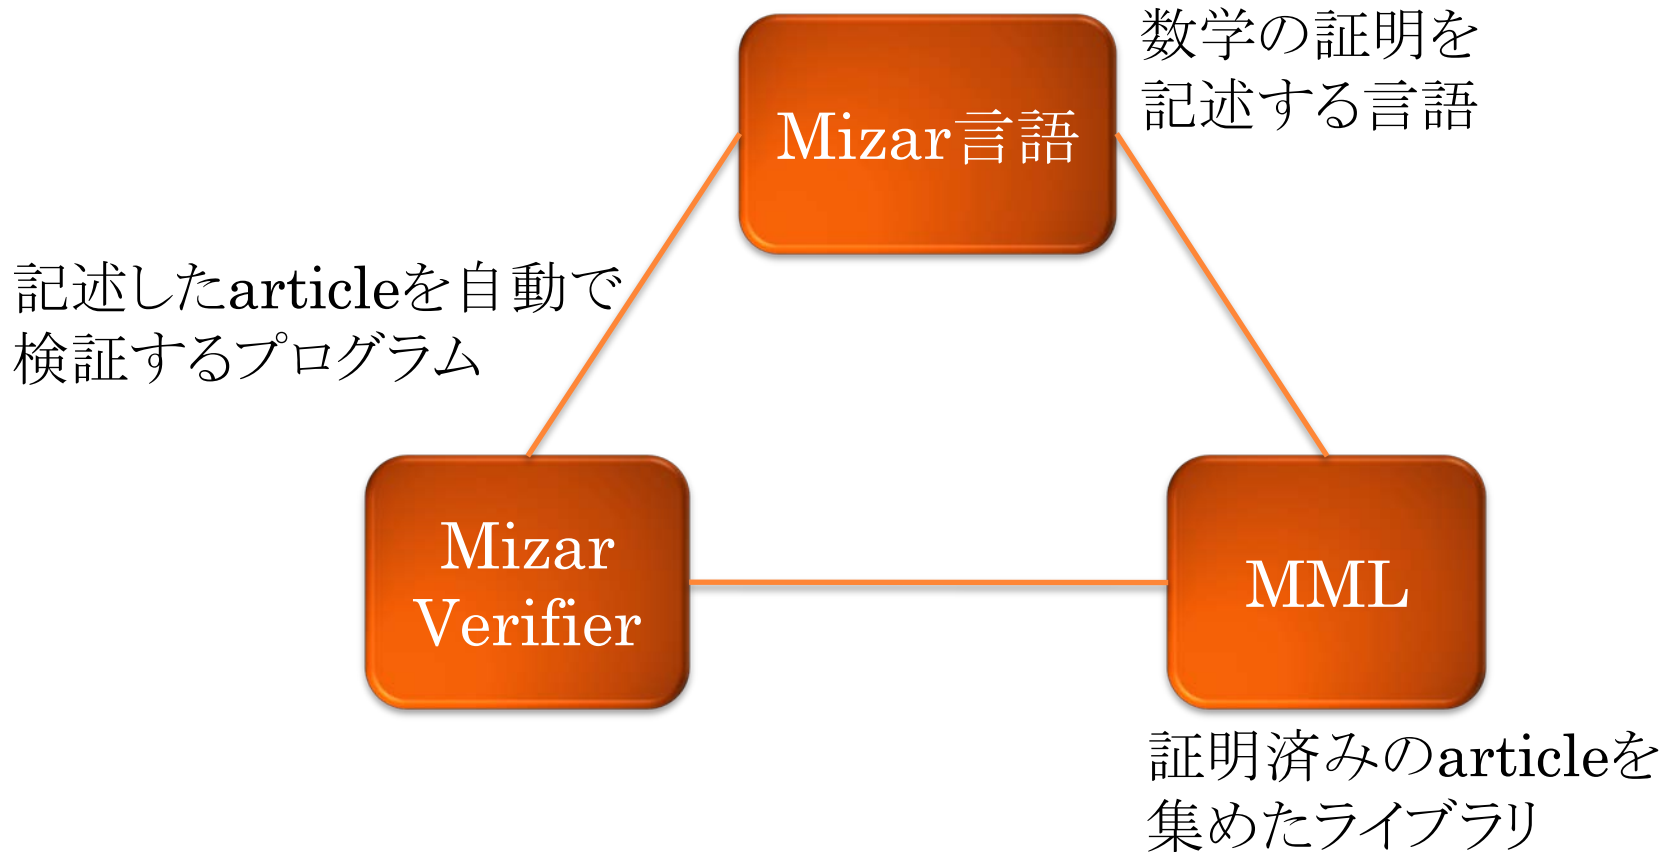 数学の証明を
記述する言語
Mizar言語
記述したarticleを自動で
検証するプログラム
Mizar
Verifier
MML
証明済みのarticleを
集めたライブラリ